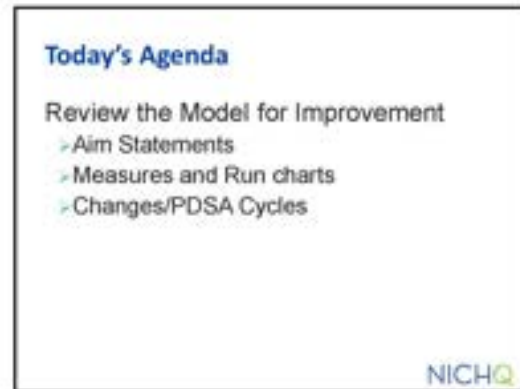 Today's Agenda
Review the Model for Improvement
➢Aim Statements
➢Measures and Run charts
➢Changes/PDSA Cycles
NICHQ